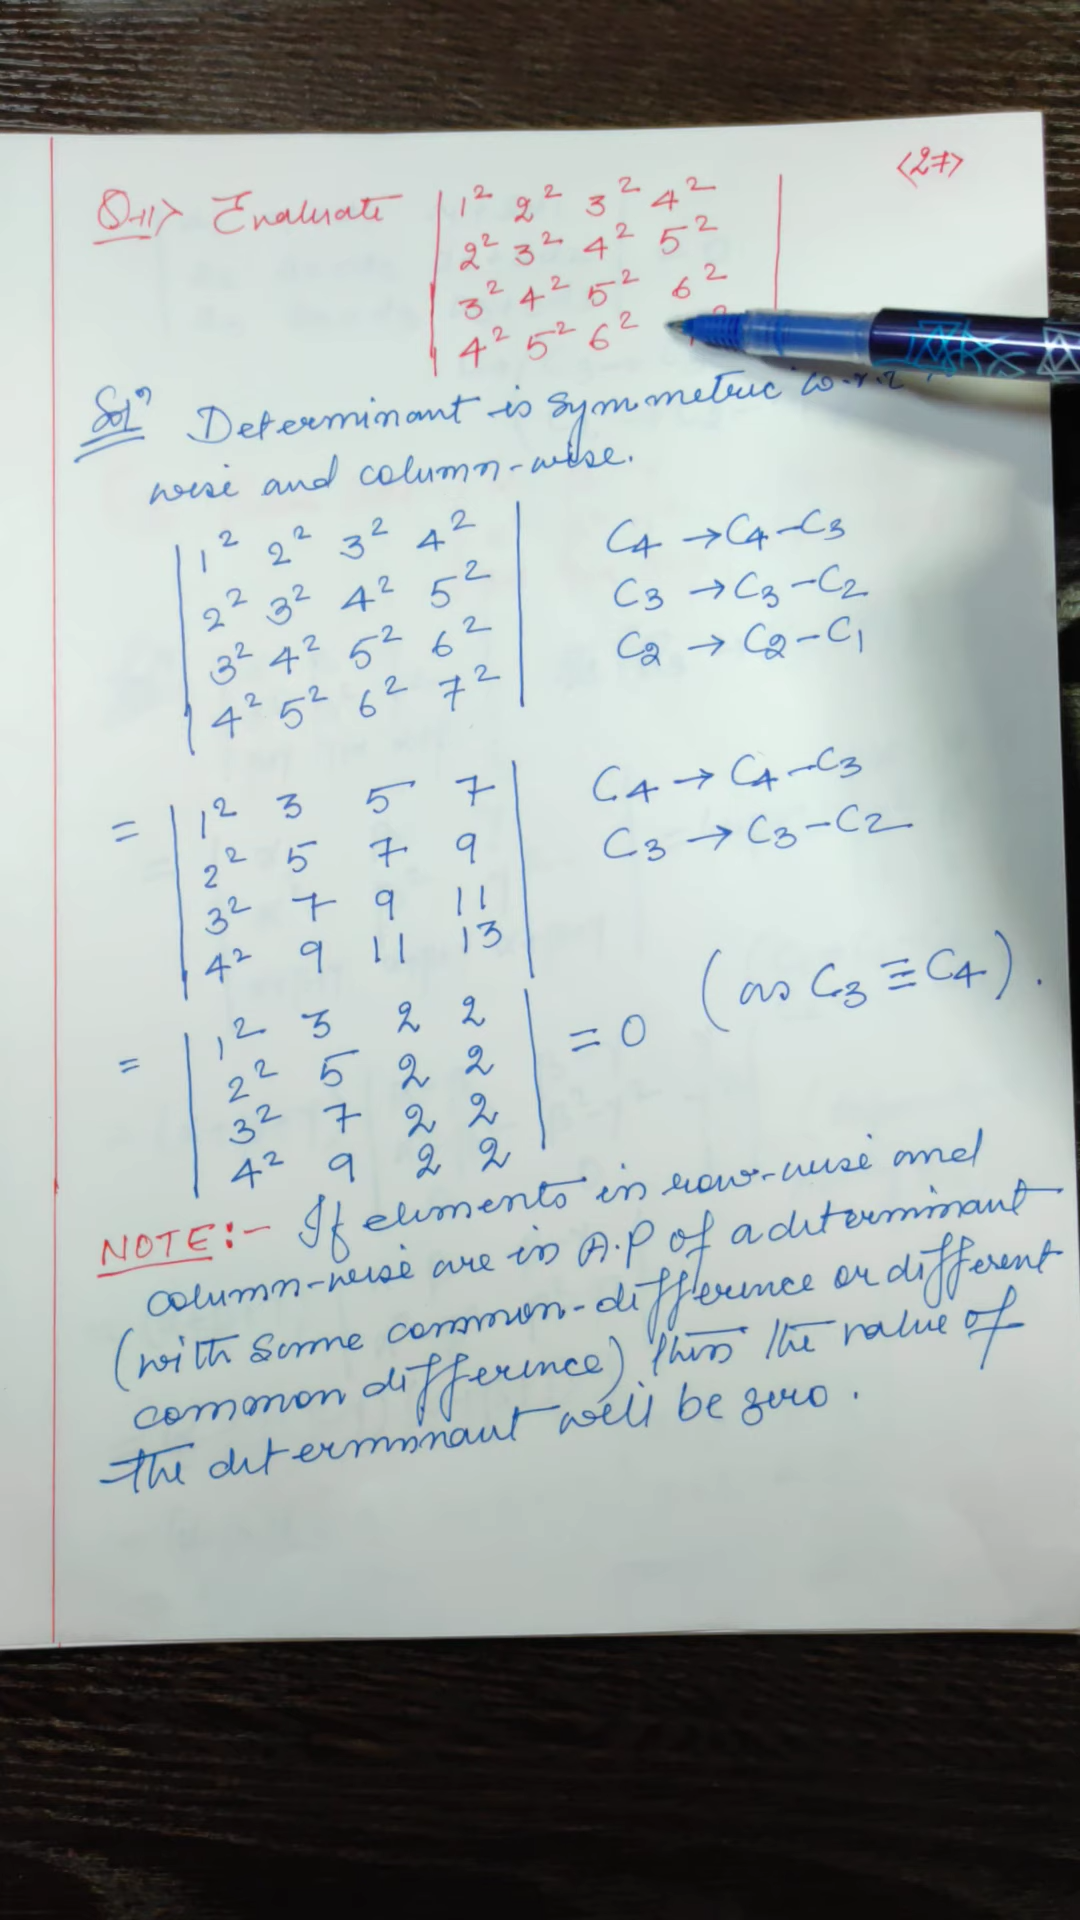 <27>
Q-11> Evaluate | 1² 2² 3² 4² |
2² 3² 4² 5²
3² 4² 5² 6²
4² 5² 6²
Solⁿ Determinant is symmetric w.r.t
wise and column-wise.
| 1² 2² 3² 4² | C₄ → C₄-C₃
2² 3² 4² 5² C₃ → C₃-C₂
3² 4² 5² 6² C₂ → C₂-C₁
4² 5² 6² 7²
= | 1² 3 5 7 | C₄ → C₄-C₃
2² 5 7 9 C₃ → C₃-C₂
3² 7 9 11
4² 9 11 13
= | 1² 3 2 2 | = 0 (as C₃ ≡ C₄).
2² 5 2 2
3² 7 2 2
4² 9 2 2
NOTE:- If elements in row-wise and
column-wise are in A.P of a determinant
(with same common-difference or different
common difference) then the value of
the determinant will be zero.